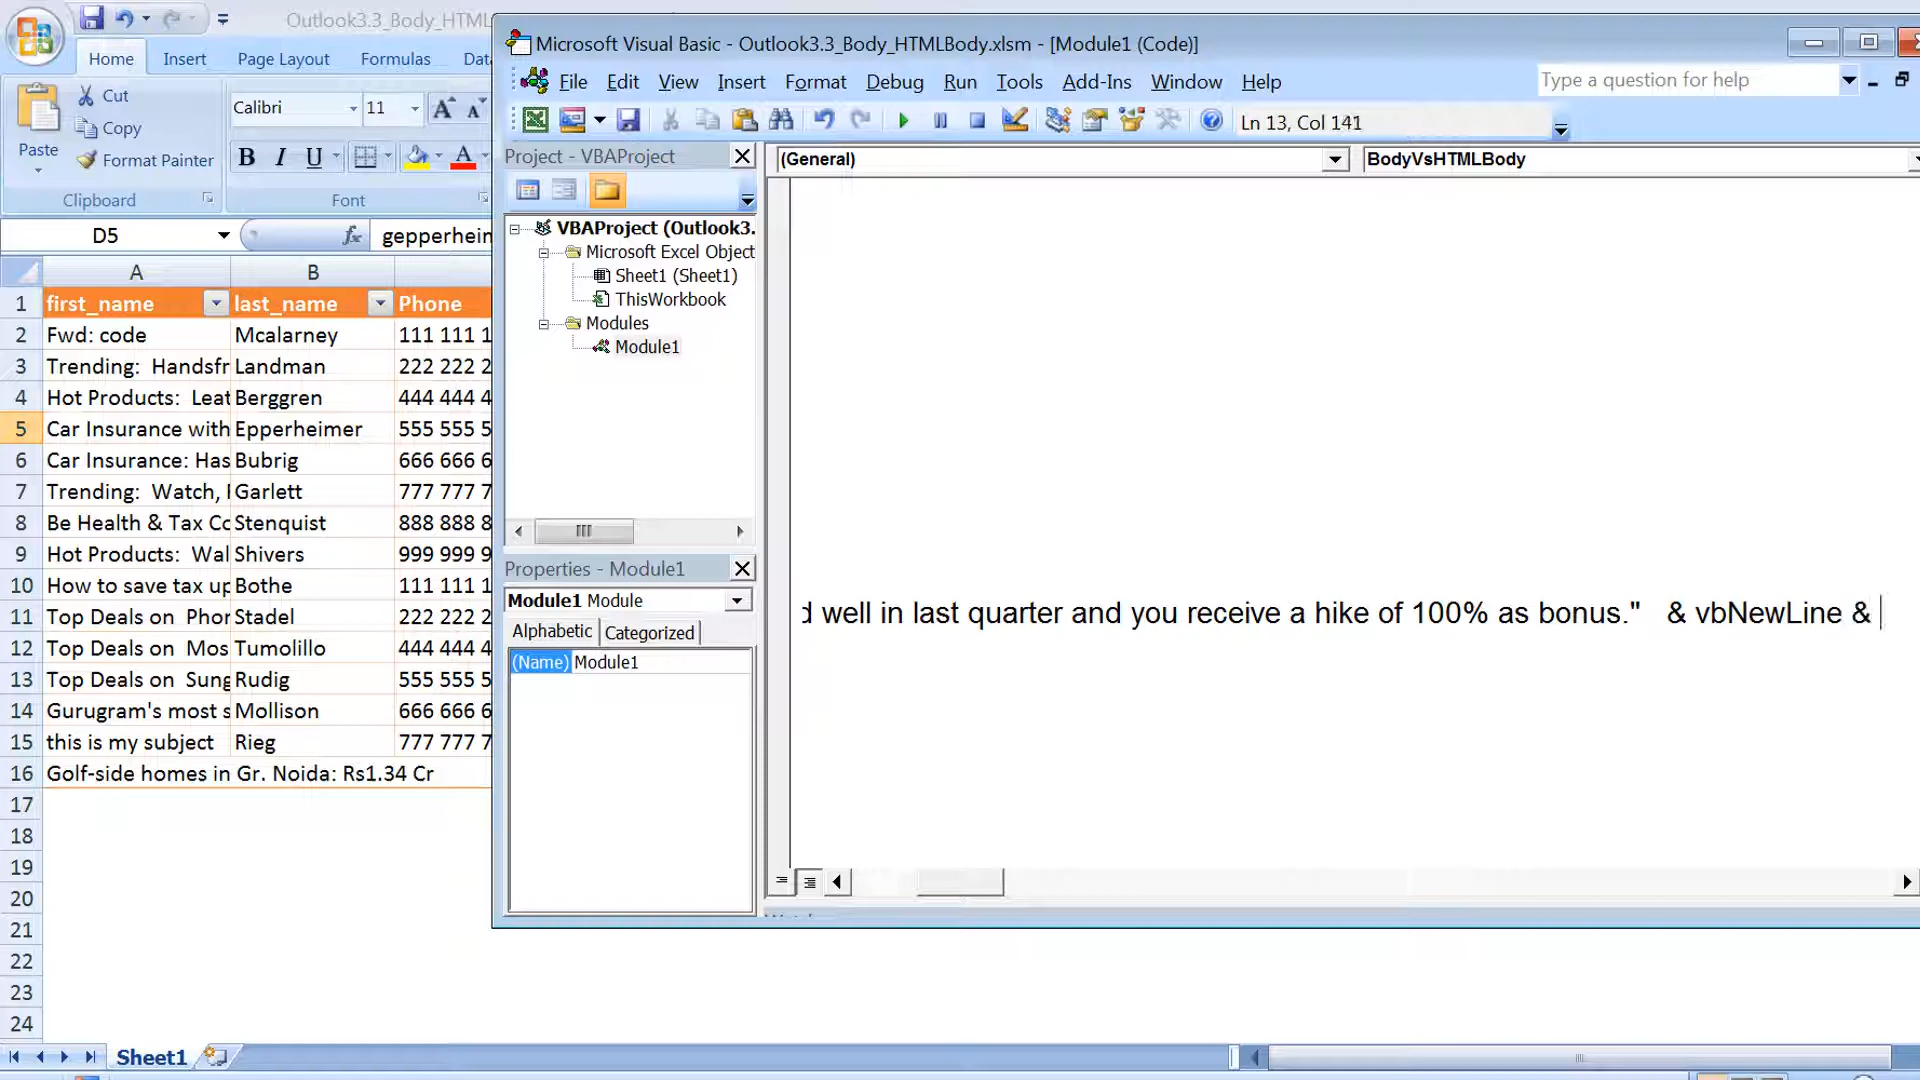 Outlook3.3_Body_HTML
Home Insert Page Layout Formulas Dat
Cut
Copy
Format Painter
Paste
Clipboard
Calibri 11
B I U A
Font
D5 fx gepperhein
A B
1 first_name last_name Phone
2 Fwd: code Mcalarney 111 111 1
3 Trending: Handsfr Landman 222 222 2
4 Hot Products: Leat Berggren 444 444 4
5 Car Insurance with Epperheimer 555 555 5
6 Car Insurance: Has Bubrig 666 666 6
7 Trending: Watch, Garlett 777 777 7
8 Be Health & Tax Co Stenquist 888 888 8
9 Hot Products: Wal Shivers 999 999 9
10 How to save tax up Bothe 111 111 1
11 Top Deals on Phor Stadel 222 222 2
12 Top Deals on Mos Tumolillo 444 444 4
13 Top Deals on Sung Rudig 555 555 5
14 Gurugram's most s Mollison 666 666 6
15 this is my subject Rieg 777 777 7
16 Golf-side homes in Gr. Noida: Rs1.34 Cr
17
18
19
20
21
22
23
24
Sheet1
Microsoft Visual Basic - Outlook3.3_Body_HTMLBody.xlsm - [Module1 (Code)]
File Edit View Insert Format Debug Run Tools Add-Ins Window Help
Type a question for help
Ln 13, Col 141
Project - VBAProject
VBAProject (Outlook3.
Microsoft Excel Object
Sheet1 (Sheet1)
ThisWorkbook
Modules
Module1
Properties - Module1
Module1 Module
Alphabetic Categorized
(Name) Module1
(General) BodyVsHTMLBody
d well in last quarter and you receive a hike of 100% as bonus." & vbNewLine &